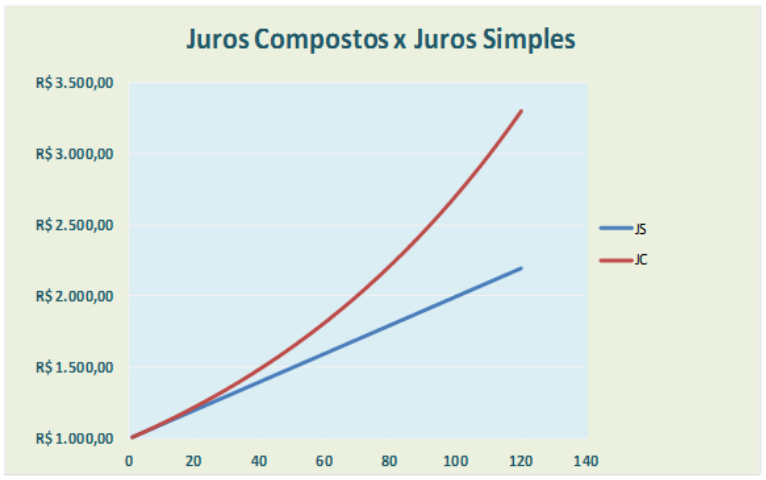 Juros Compostos x Juros Simples
R$ 3.500,00
R$ 3.000,00
R$ 2.500,00
R$ 2.000,00
R$ 1.500,00
R$ 1.000,00
0 20 40 60 80 100 120 140
JS
JC